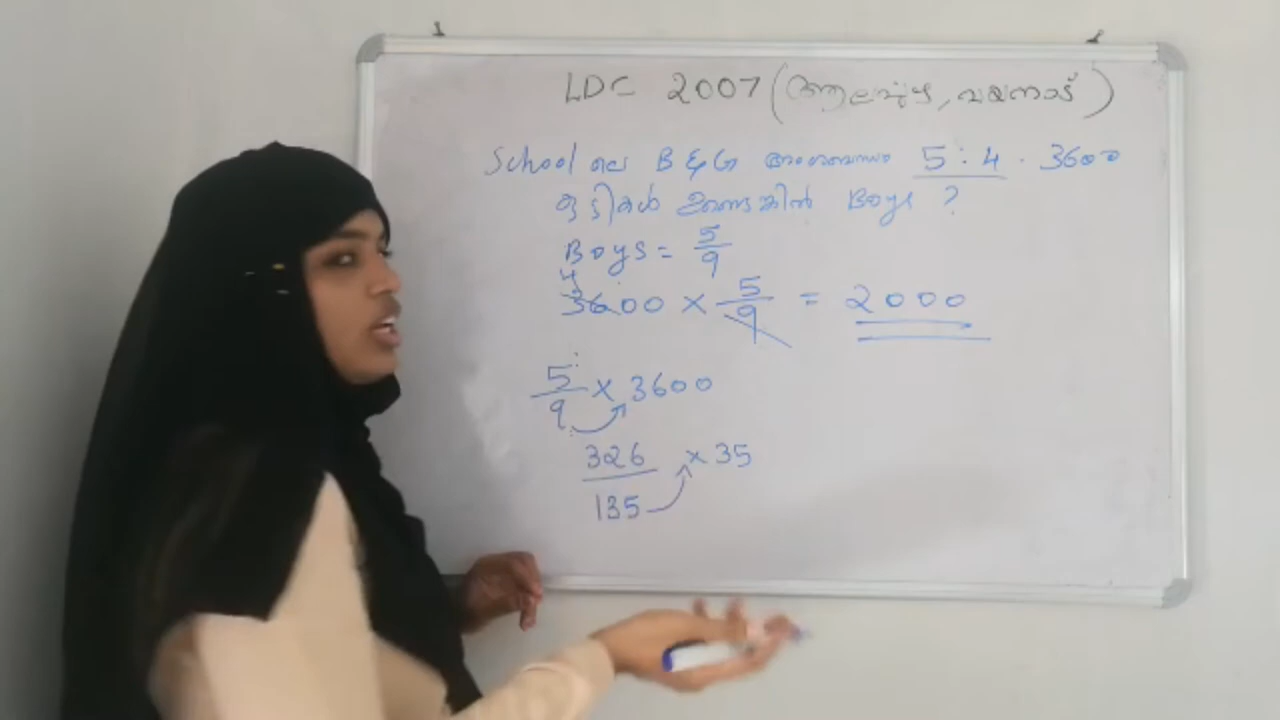 LDC 2007 (ആലപ്പുഴ, വയനാട്)
School ലെ B & G അംശബന്ധം 5 : 4 . 3600
കുട്ടികൾ ഉണ്ടെങ്കിൽ Boys ?
Boys = 5/9
4
3600 × 5/9 = 2000
5/9 × 3600
326/135 × 35